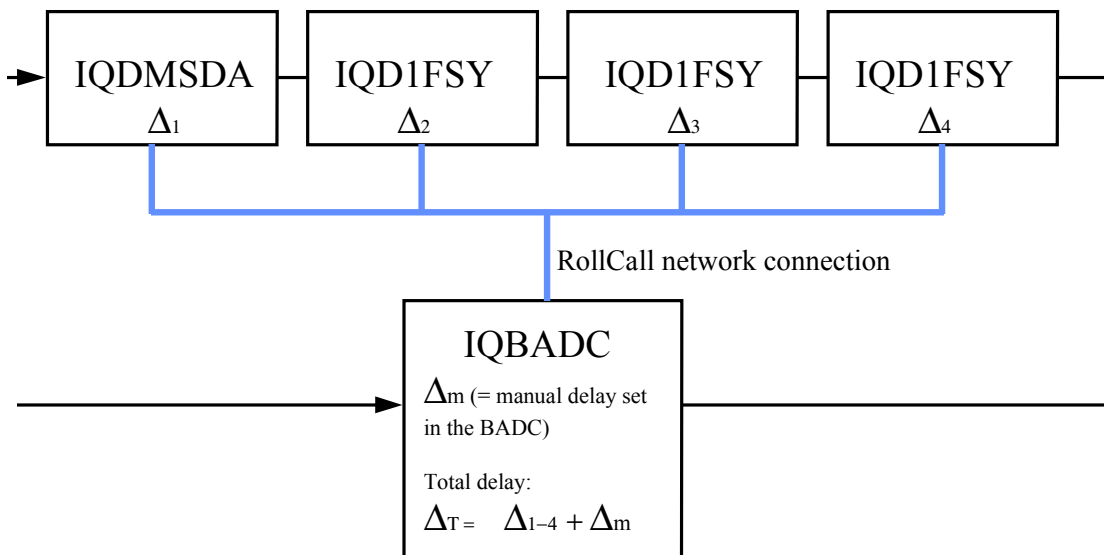 IQDMSDA
Δ1
IQD1FSY
Δ2
IQD1FSY
Δ3
IQD1FSY
Δ4
RollCall network connection
IQBADC
Δm (= manual delay set
in the BADC)
Total delay:
ΔT = Δ1−4 + Δm